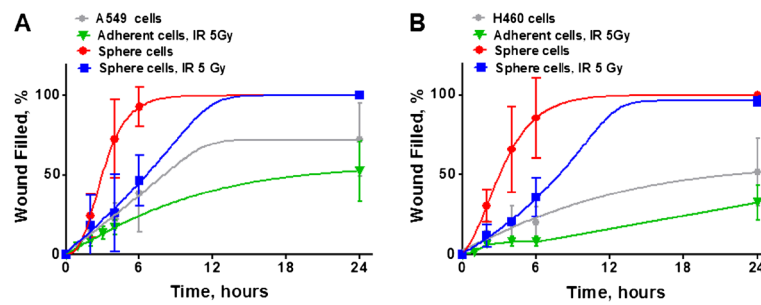 A
A549 cells
Adherent cells, IR 5Gy
Sphere cells
Sphere cells, IR 5 Gy
Wound Filled, %
100
50
0
0 6 12 18 24
Time, hours
B
H460 cells
Adherent cells, IR 5Gy
Sphere cells
Sphere cells, IR 5 Gy
Wound Filled, %
100
50
0
0 6 12 18 24
Time, hours